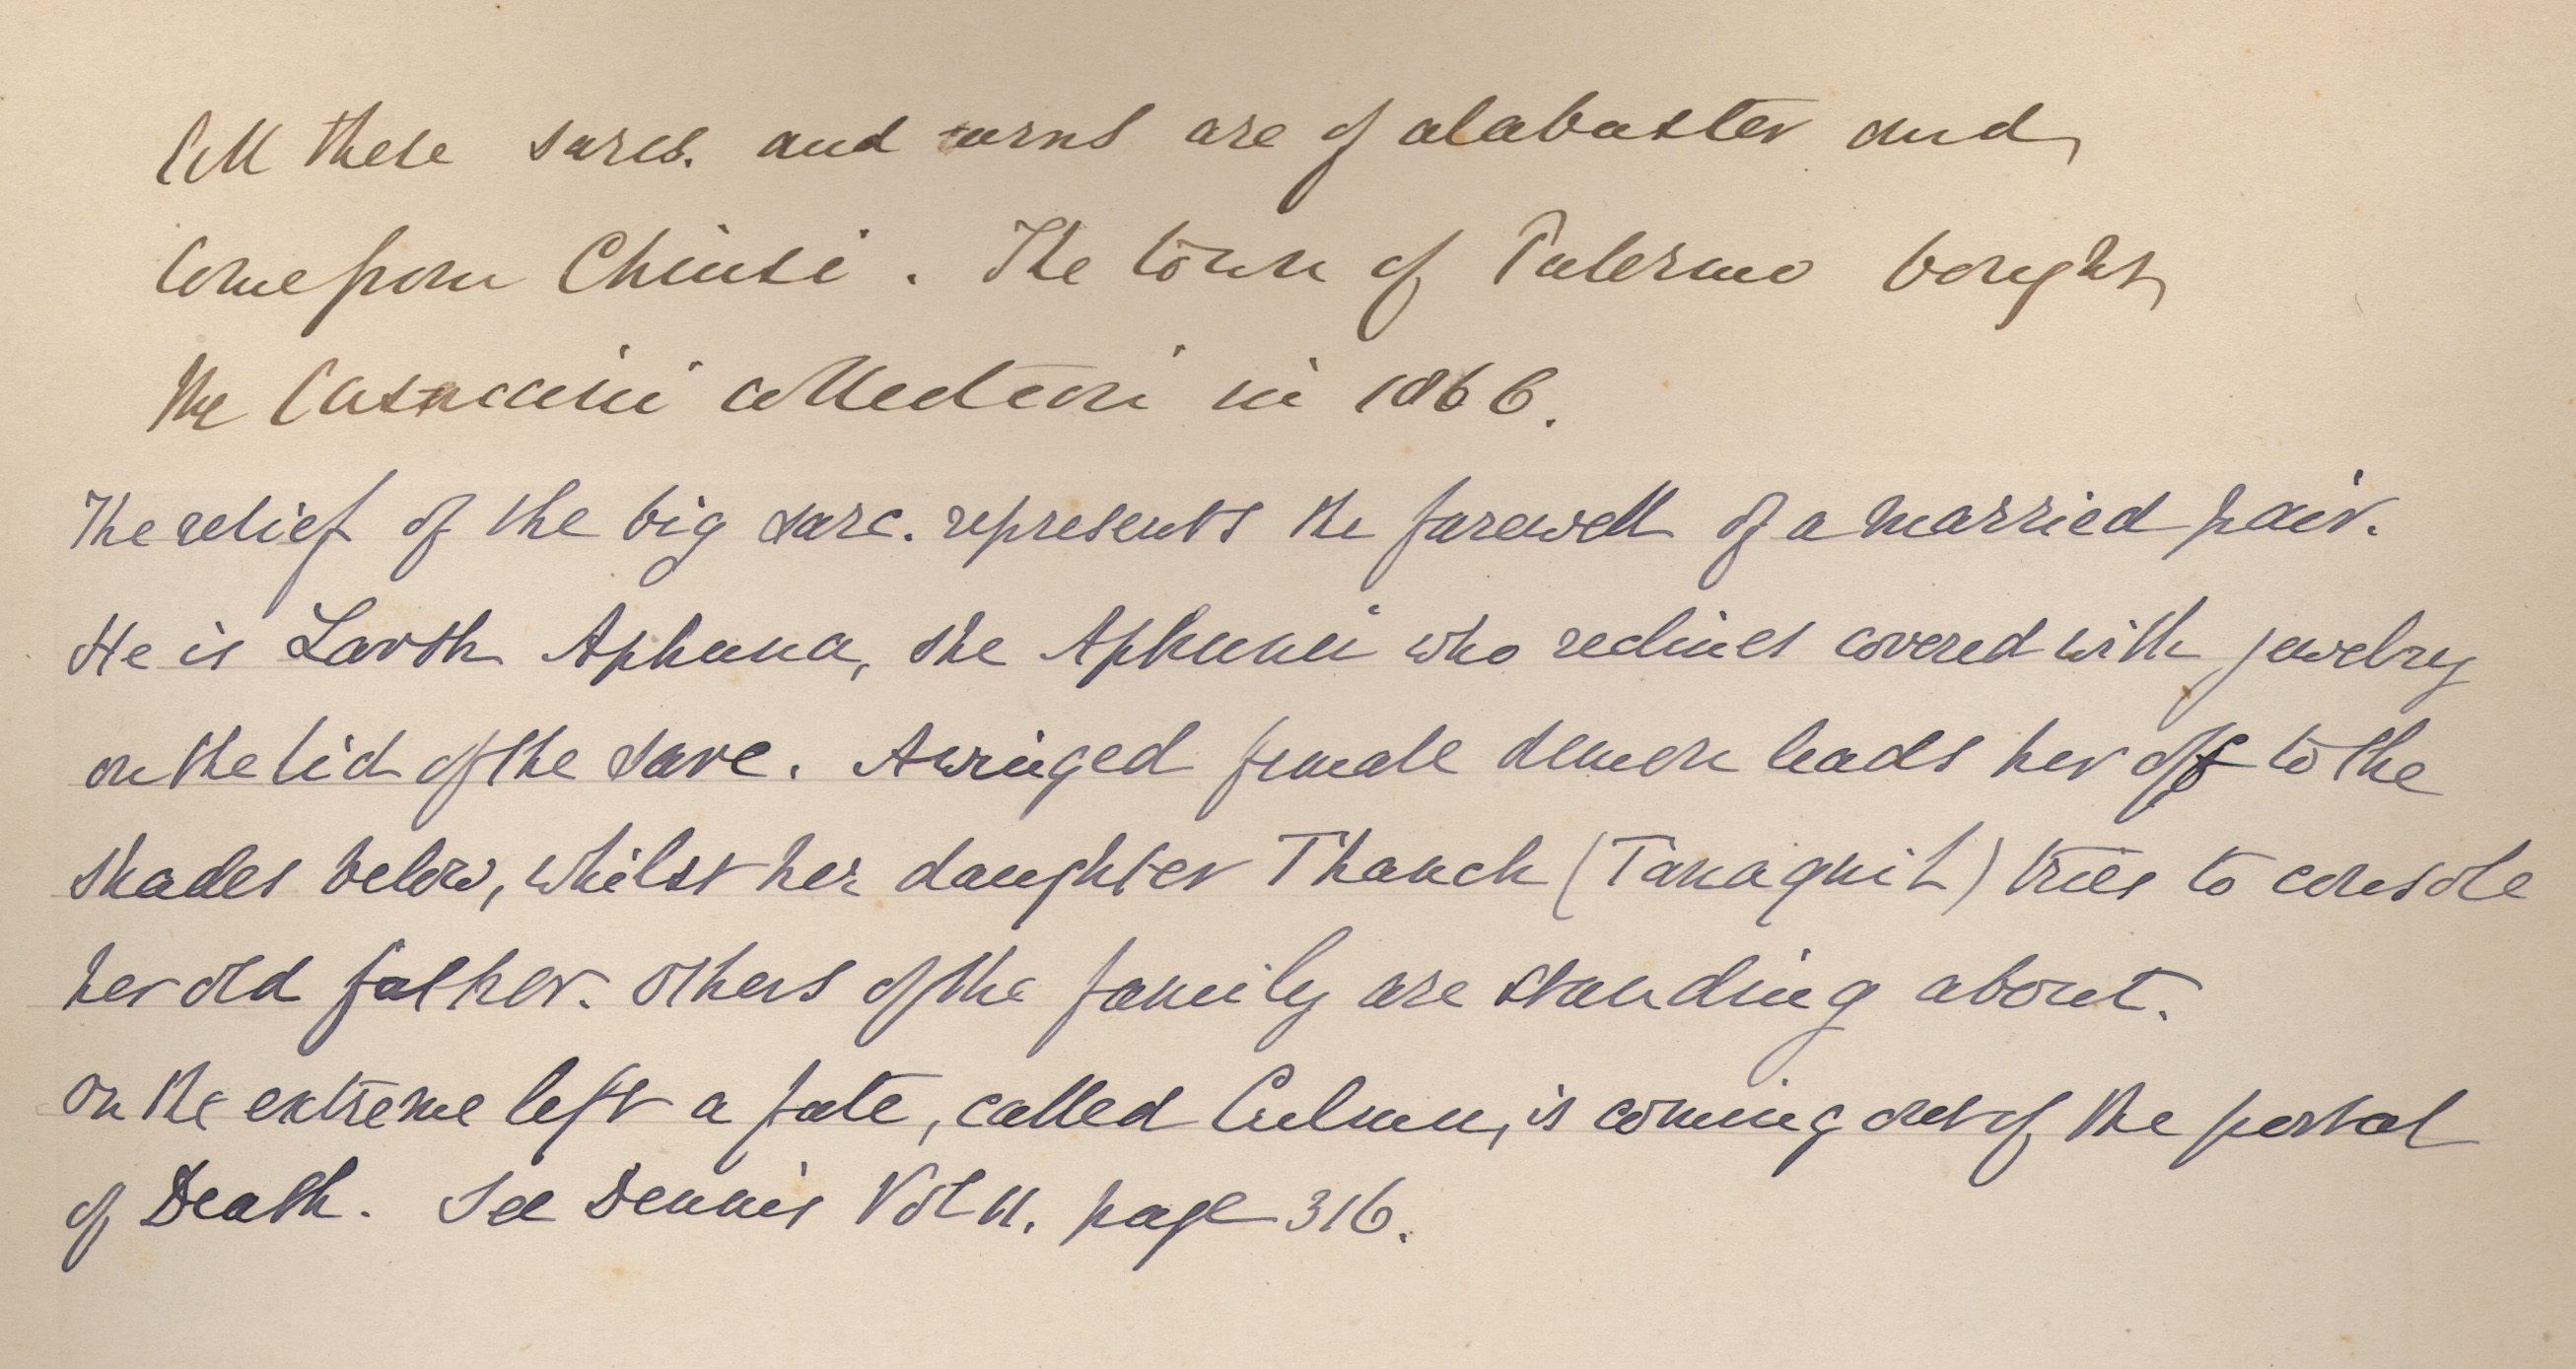 All these sarcs. and urns are of alabaster and
come from Chiusi. The town of Palermo bought
the Casuccini collection in 1866.
The relief of the big sarc. represents the farewell of a married pair.
He is Larth Aphuna, she Aphunei who reclines covered with jewelry
on the lid of the sarc. A winged female demon leads her off to the
shades below, whilst her daughter Thanch (Tanaquil) tries to console
her old father. Others of the family are standing about.
On the extreme left a fate, called Culmu, is coming out of the portal
of Death. See Dennis Vol II. page 316.